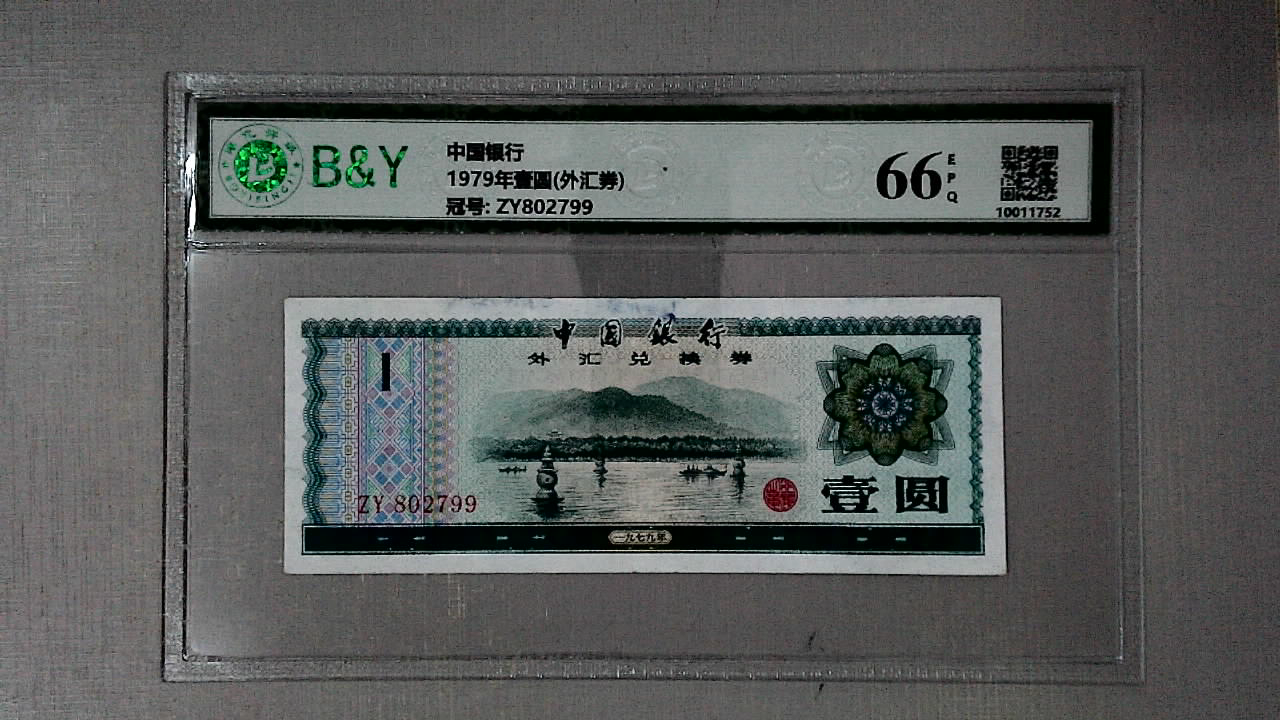 B&Y
中国银行
1979年壹圆(外汇券)
冠号: ZY802799
66
EPQ
10011752
中国銀行
外汇兑换券
1
ZY 802799
壹圆
一九七九年